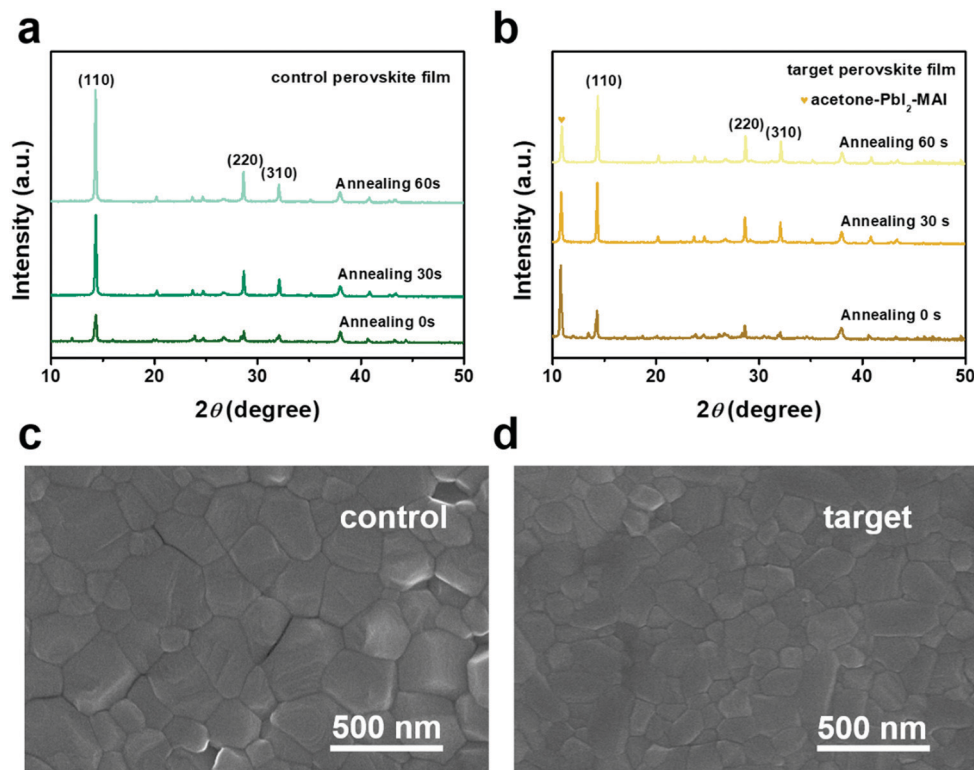 a
control perovskite film
(110)
(220)
(310)
Annealing 60s
Annealing 30s
Annealing 0s
Intensity (a.u.)
10 20 30 40 50
2θ (degree)
b
target perovskite film
♥ acetone-PbI₂-MAI
(110)
(220)
(310)
Annealing 60 s
Annealing 30 s
Annealing 0 s
Intensity (a.u.)
10 20 30 40 50
2θ (degree)
c
control
500 nm
d
target
500 nm